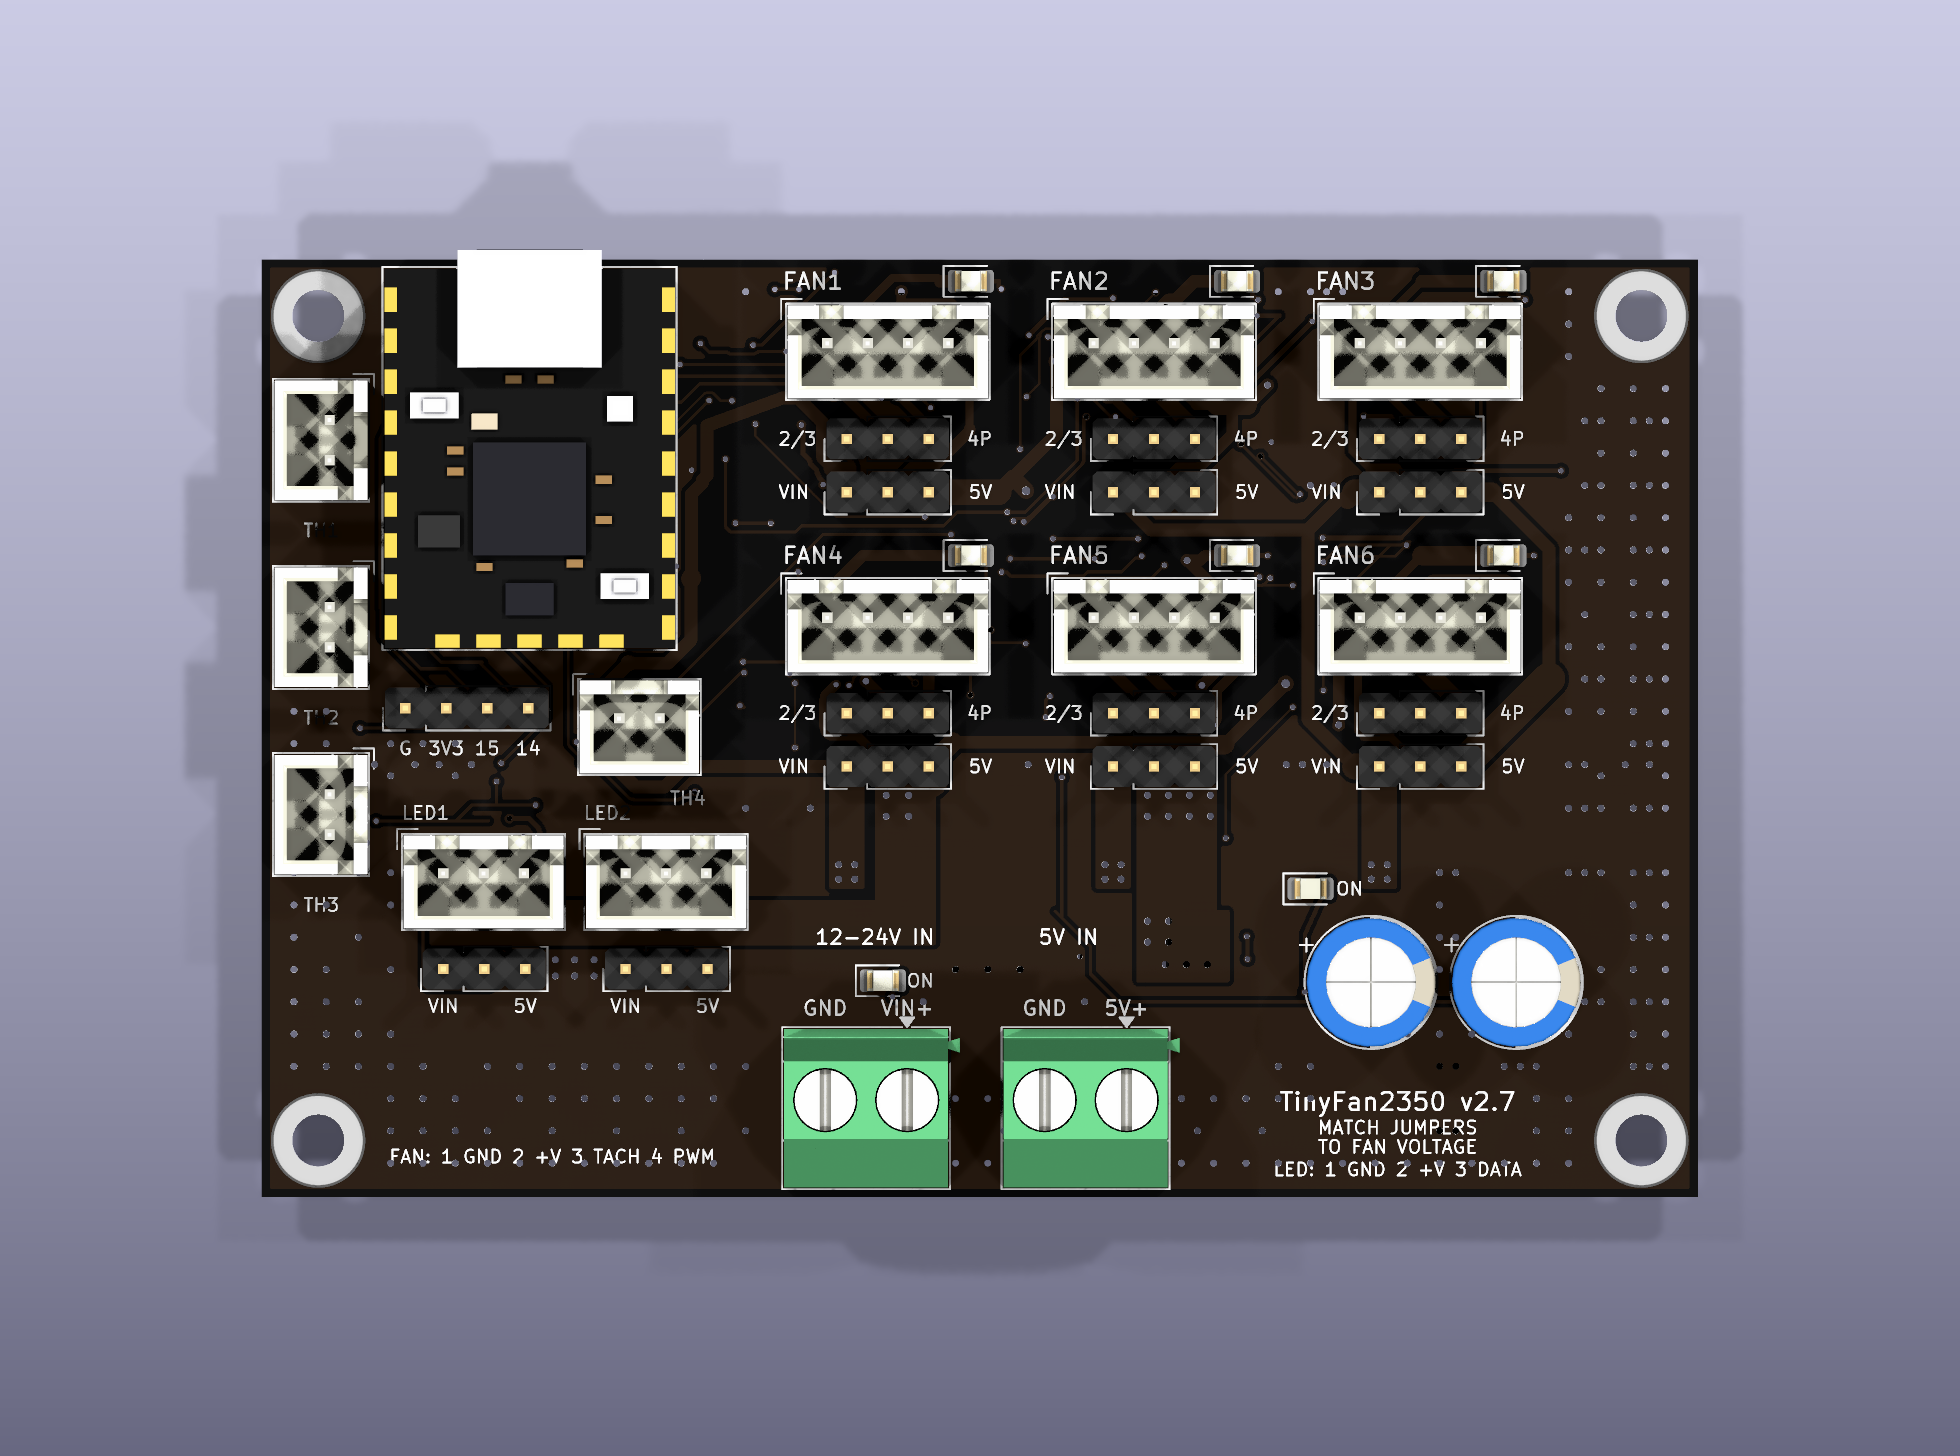 FAN1
FAN2
FAN3
2/3
4P
2/3
4P
2/3
4P
VIN
5V
VIN
5V
VIN
5V
TH1
FAN4
FAN5
FAN6
TH2
2/3
4P
2/3
4P
2/3
4P
G 3V3 15 14
VIN
5V
VIN
5V
VIN
5V
TH4
LED1
LED2
TH3
ON
12-24V IN
5V IN
+
+
ON
VIN
5V
VIN
5V
GND
VIN+
GND
5V+
TinyFan2350 v2.7
MATCH JUMPERS
TO FAN VOLTAGE
LED: 1 GND 2 +V 3 DATA
FAN: 1 GND 2 +V 3 TACH 4 PWM